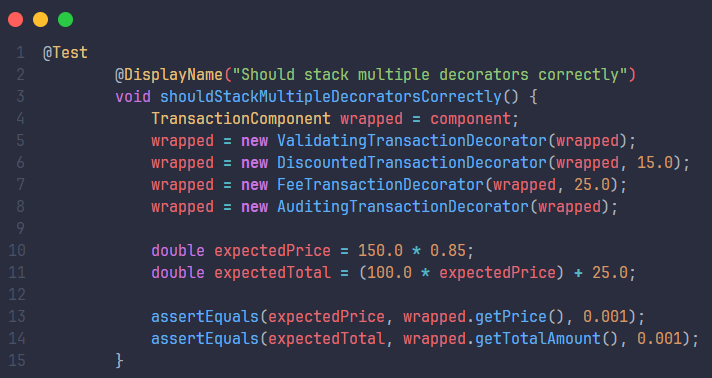 1 @Test
2 @DisplayName("Should stack multiple decorators correctly")
3 void shouldStackMultipleDecoratorsCorrectly() {
4 TransactionComponent wrapped = component;
5 wrapped = new ValidatingTransactionDecorator(wrapped);
6 wrapped = new DiscountedTransactionDecorator(wrapped, 15.0);
7 wrapped = new FeeTransactionDecorator(wrapped, 25.0);
8 wrapped = new AuditingTransactionDecorator(wrapped);
9
10 double expectedPrice = 150.0 * 0.85;
11 double expectedTotal = (100.0 * expectedPrice) + 25.0;
12
13 assertEquals(expectedPrice, wrapped.getPrice(), 0.001);
14 assertEquals(expectedTotal, wrapped.getTotalAmount(), 0.001);
15 }